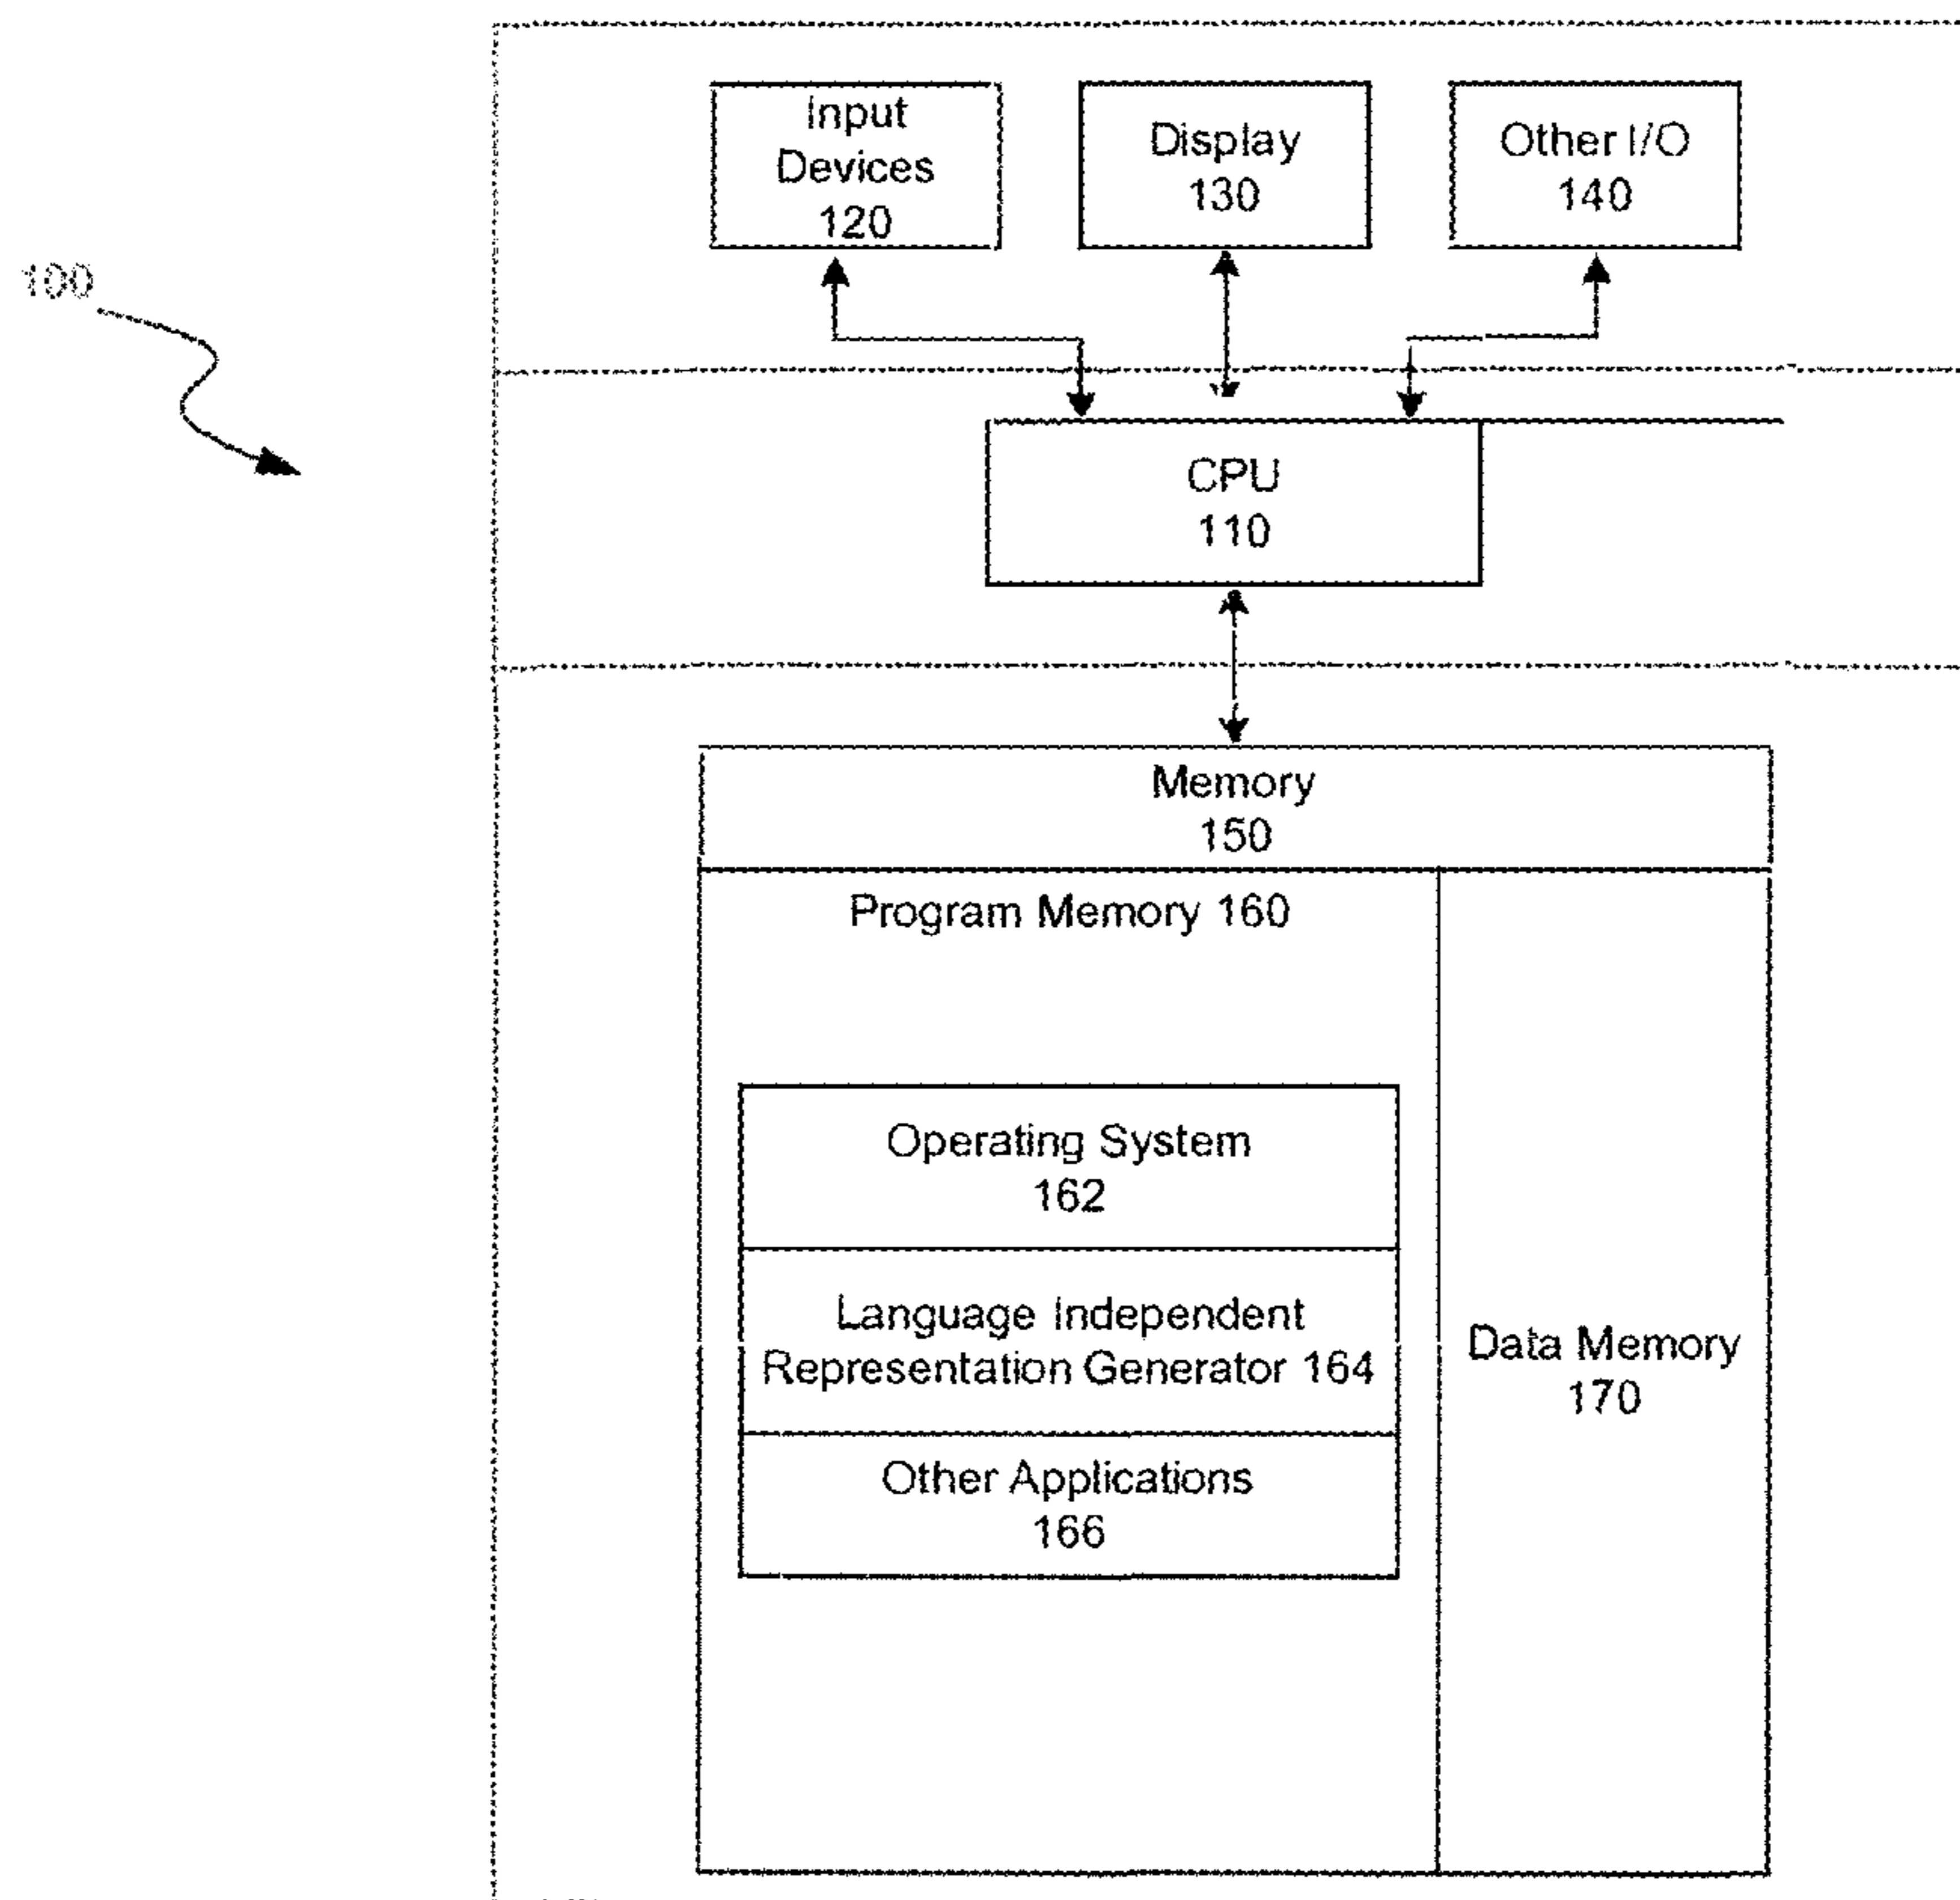 Input
Devices
120
Display
130
Other I/O
140
100
CPU
110
Memory
150
Program Memory 160
Operating System
162
Language Independent
Representation Generator 164
Other Applications
166
Data Memory
170